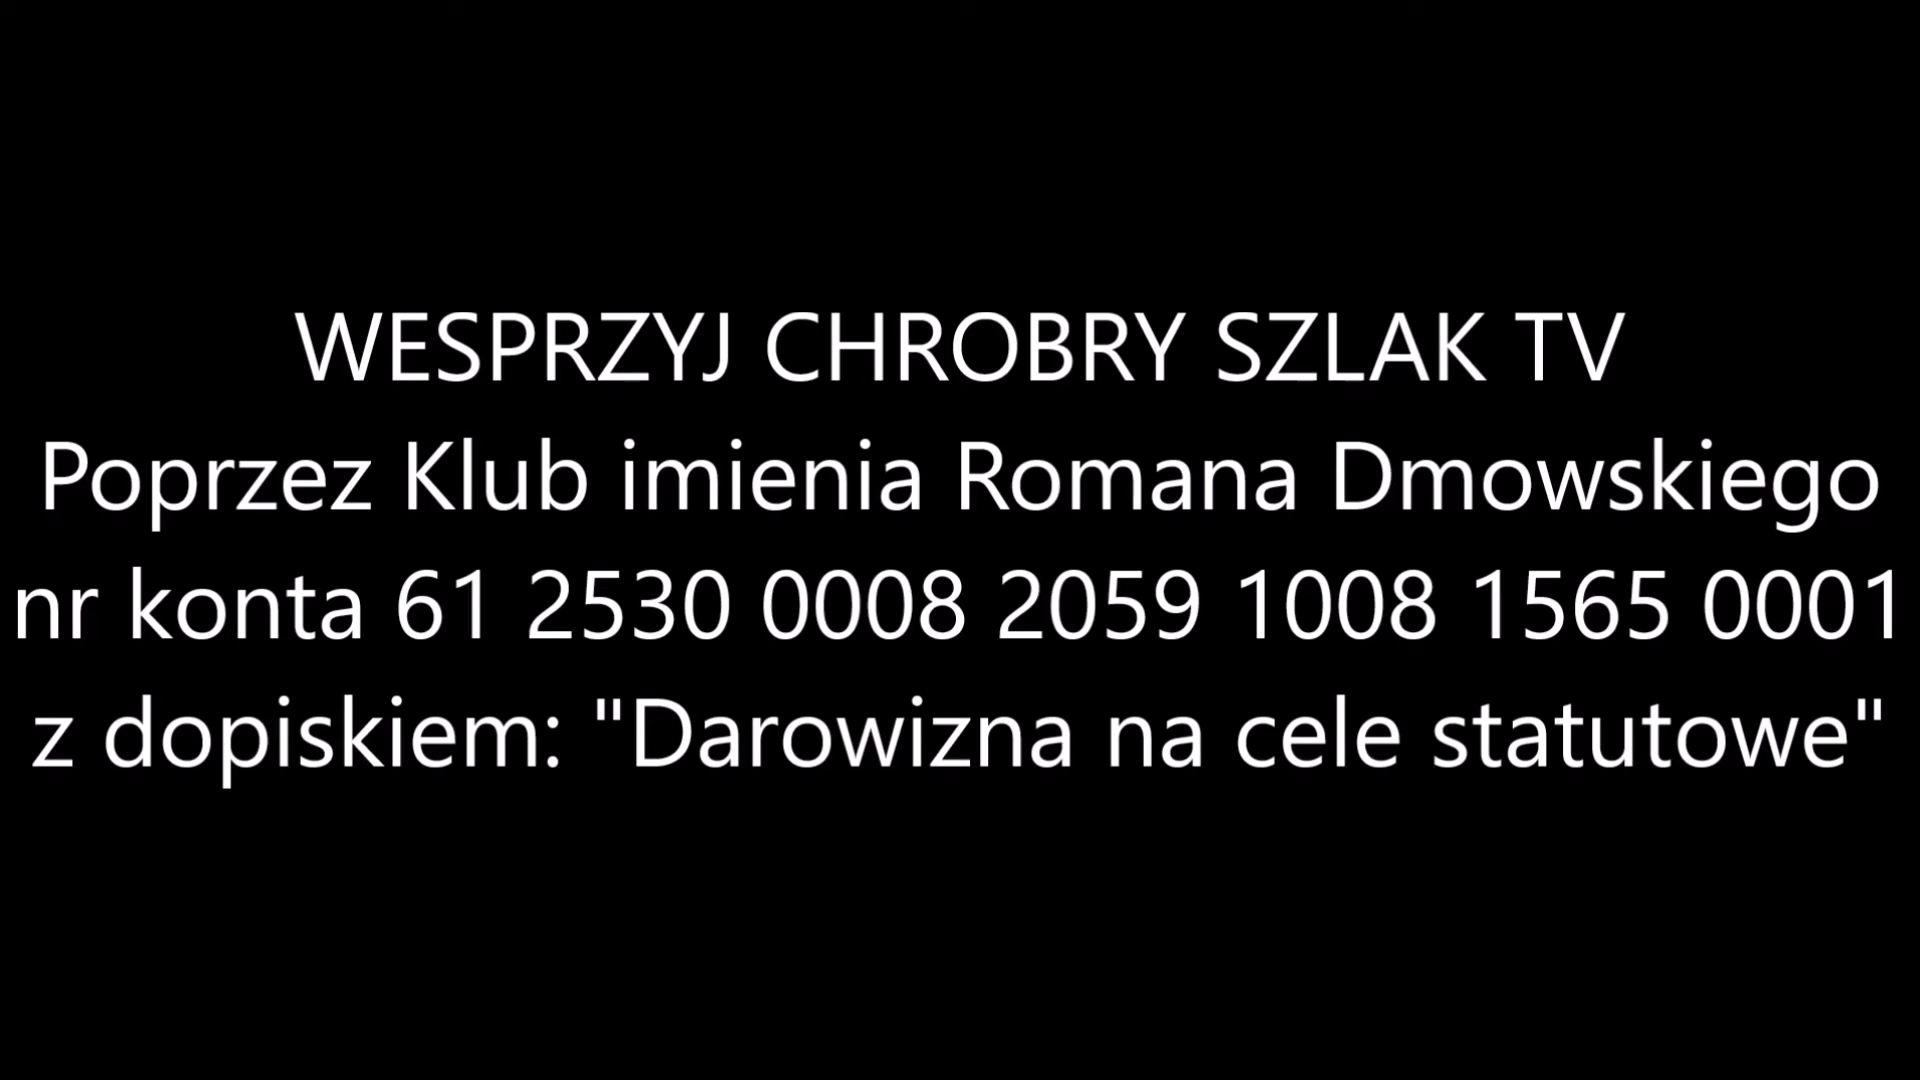 WESPRZYJ CHROBRY SZLAK TV
Poprzez Klub imienia Romana Dmowskiego
nr konta 61 2530 0008 2059 1008 1565 0001
z dopiskiem: "Darowizna na cele statutowe"